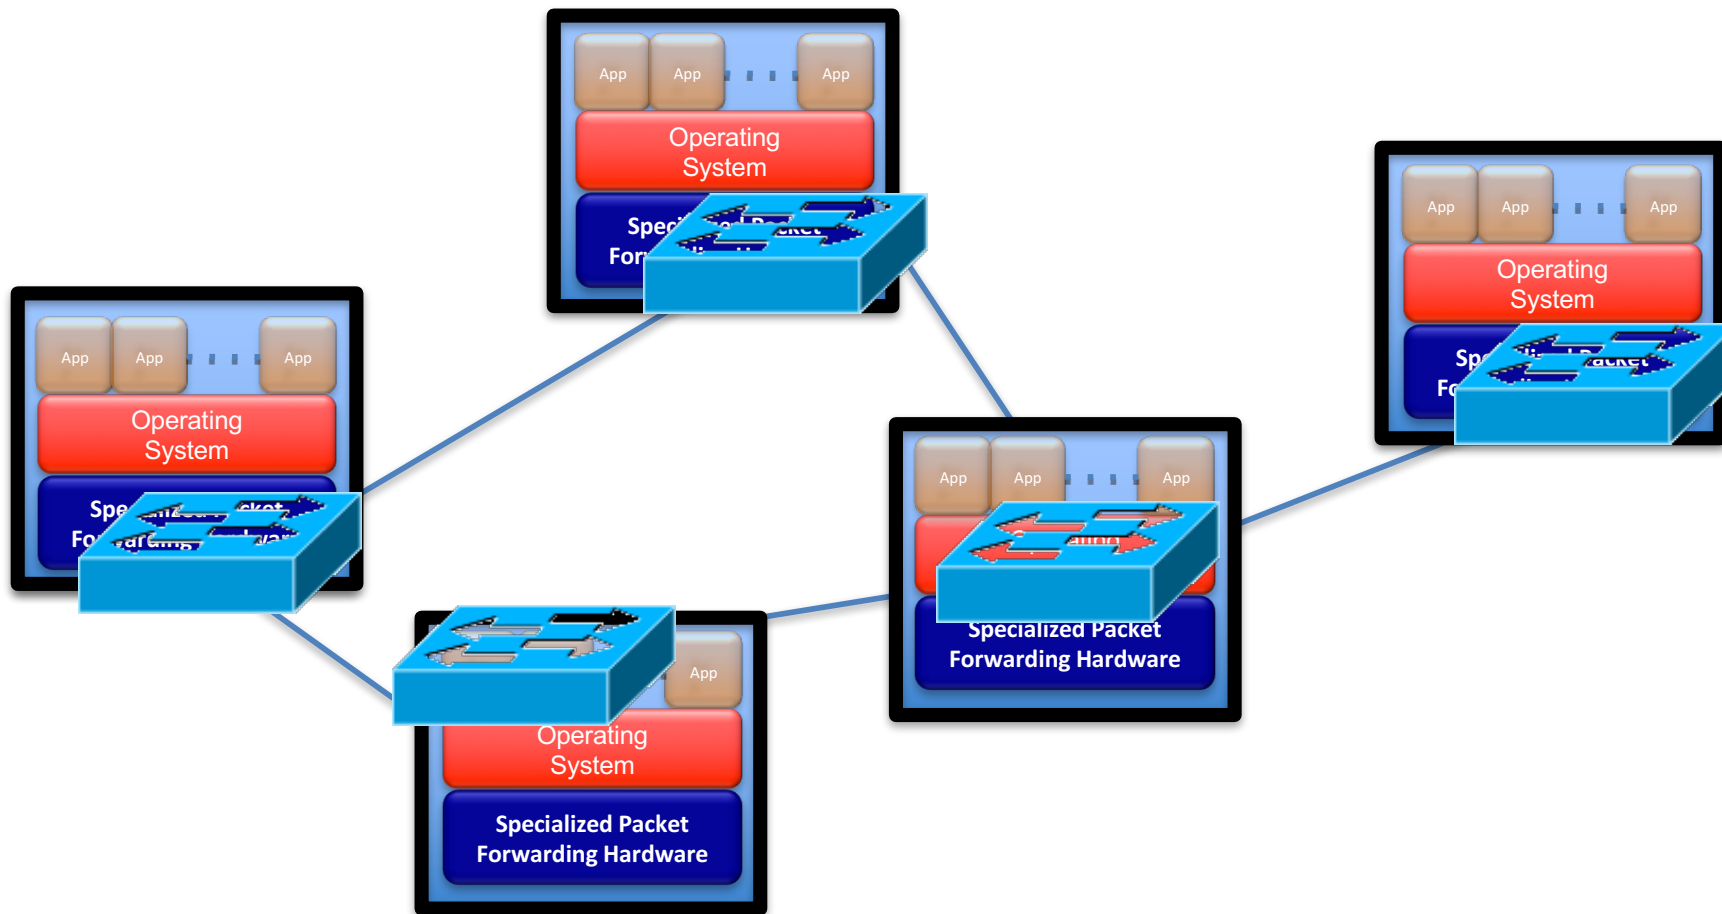 App App App
Operating
System
App App App
Operating
System
App App App
Operating
System
App App App
Specialized Packet
Forwarding Hardware
App
Operating
System
Specialized Packet
Forwarding Hardware